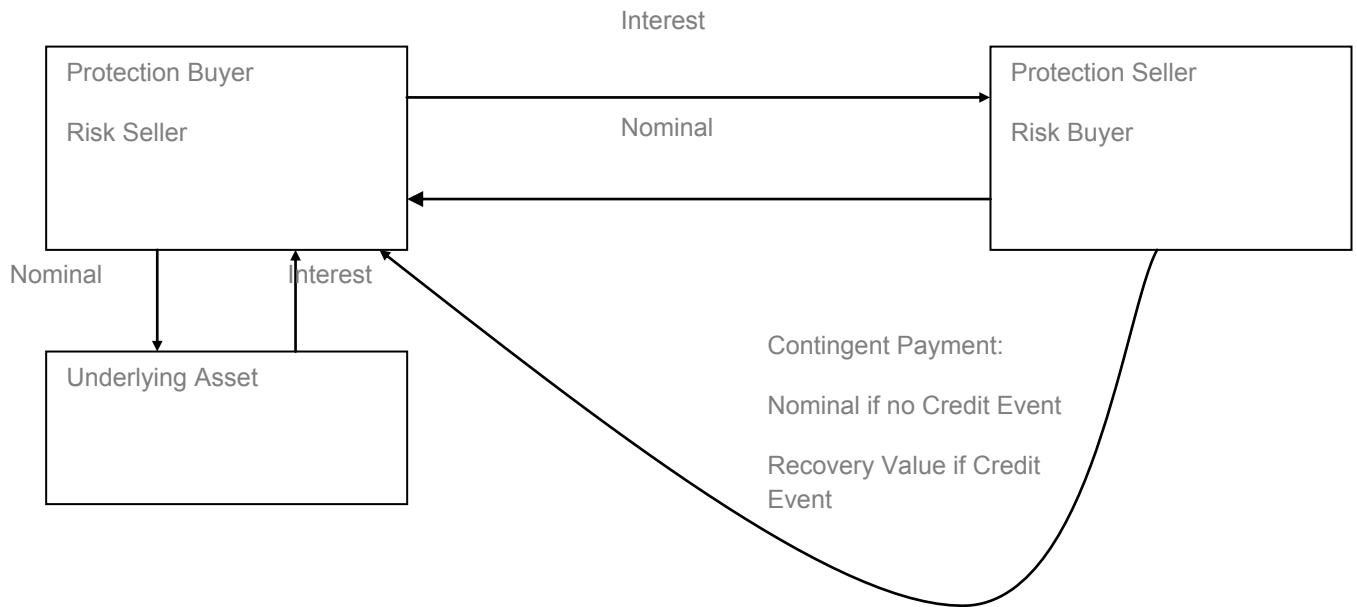 Interest
Protection Buyer
Risk Seller
Protection Seller
Risk Buyer
Nominal
Nominal
Interest
Underlying Asset
Contingent Payment:
Nominal if no Credit Event
Recovery Value if Credit
Event